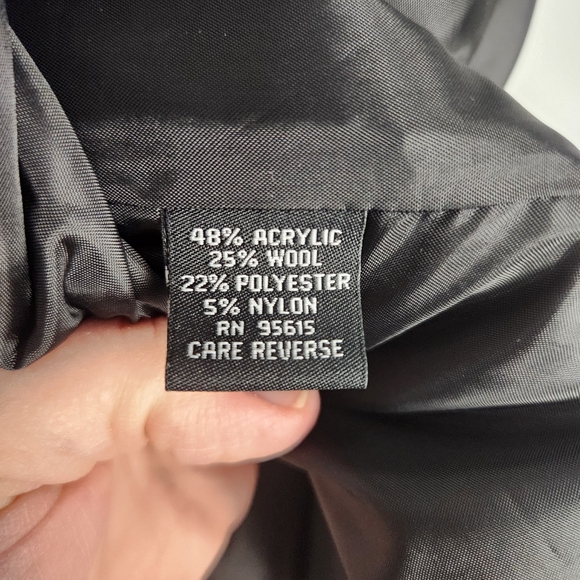 48% ACRYLIC
25% WOOL
22% POLYESTER
5% NYLON
RN 95615
CARE REVERSE